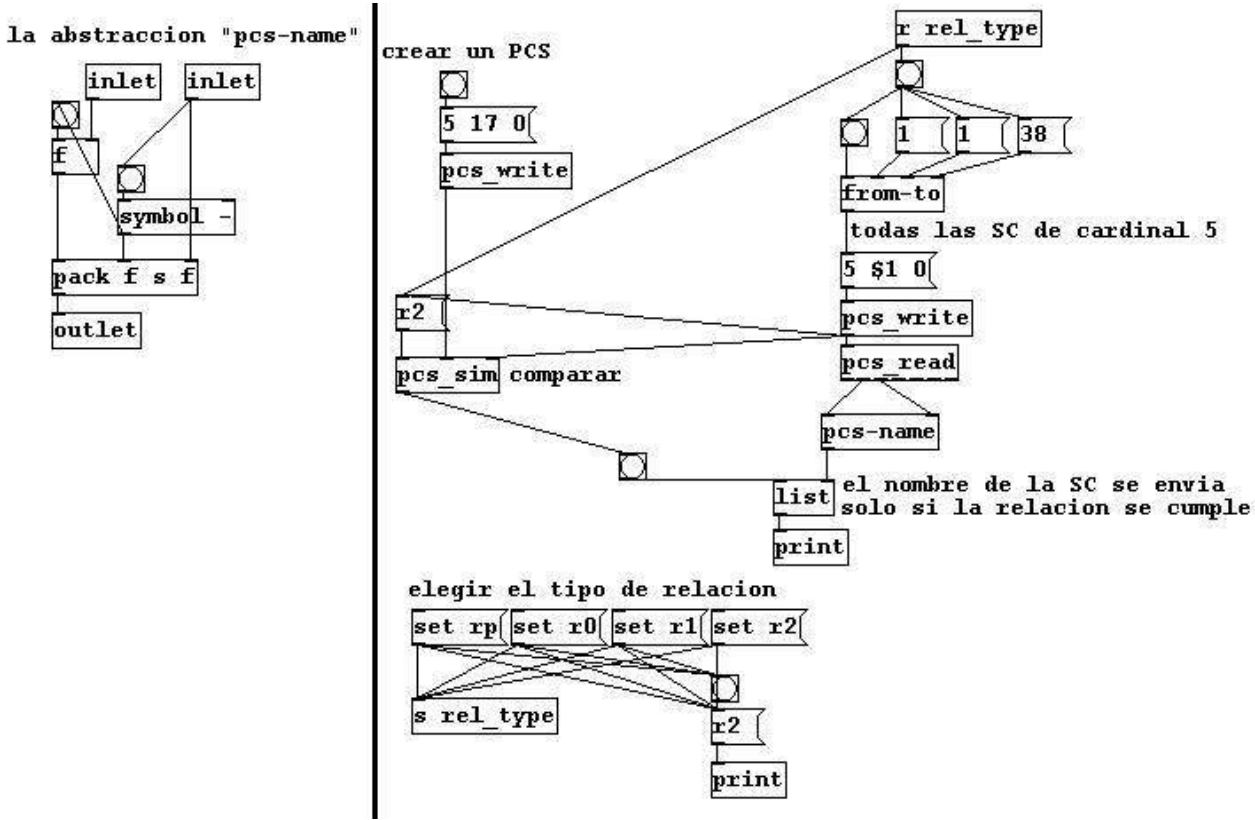 la abstraccion "pcs-name"
inlet
inlet
f
symbol -
pack f s f
outlet
crear un PCS
5 17 0
pcs_write
r rel_type
1
1
38
from-to
todas las SC de cardinal 5
5 $1 0
pcs_write
pcs_read
r2
pcs_sim comparar
pcs-name
list
el nombre de la SC se envia
solo si la relacion se cumple
print
elegir el tipo de relacion
set rp
set r0
set r1
set r2
s rel_type
r2
print